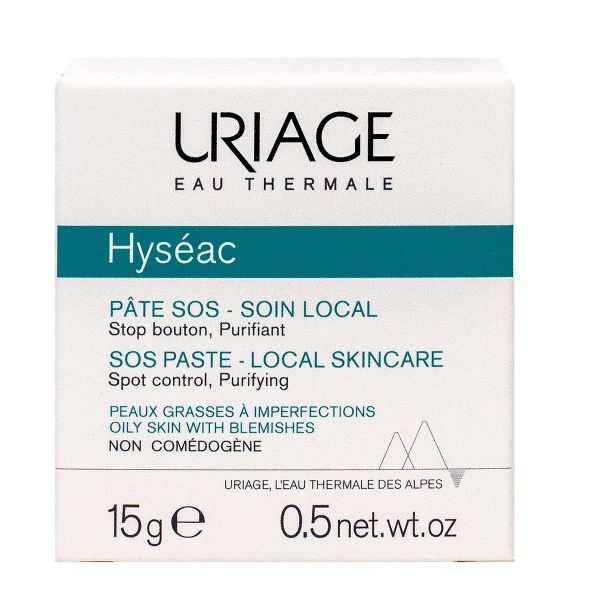 URIAGE
EAU THERMALE
Hyséac
PÂTE SOS - SOIN LOCAL
Stop bouton, Purifiant
SOS PASTE - LOCAL SKINCARE
Spot control, Purifying
PEAUX GRASSES À IMPERFECTIONS
OILY SKIN WITH BLEMISHES
NON COMÉDOGÈNE
URIAGE, L'EAU THERMALE DES ALPES
15g ℮ 0.5net.wt.oz